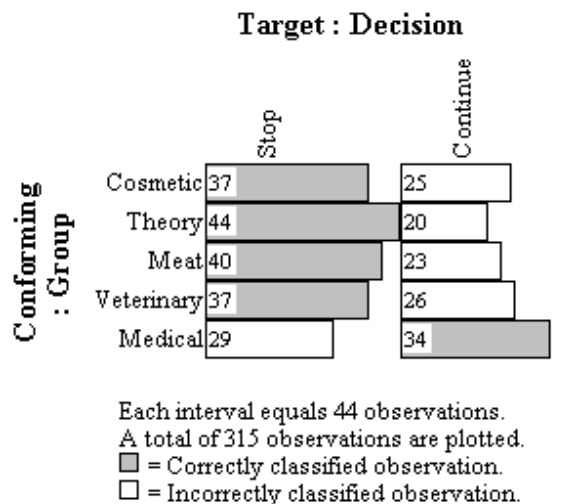 Target : Decision
Stop
Continue
Conforming
: Group
Cosmetic 37 25
Theory 44 20
Meat 40 23
Veterinary 37 26
Medical 29 34
Each interval equals 44 observations.
A total of 315 observations are plotted.
= Correctly classified observation.
= Incorrectly classified observation.